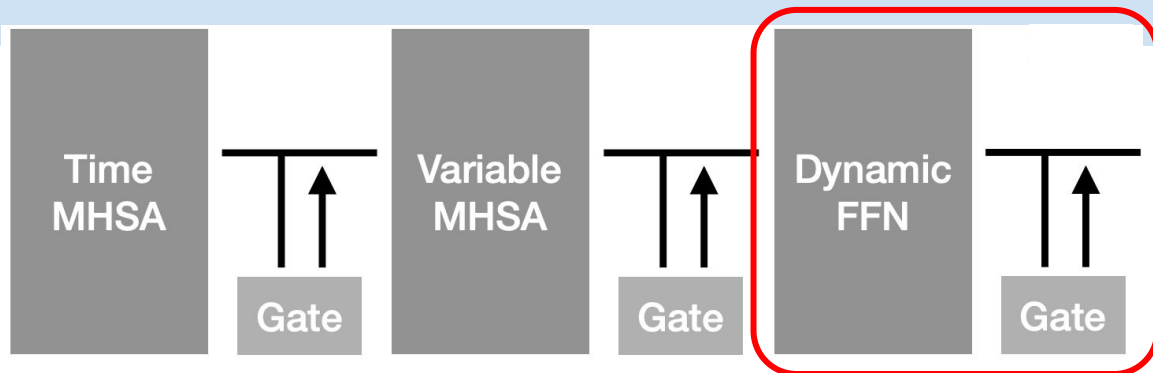 Time
MHSA
Gate
Variable
MHSA
Gate
Dynamic
FFN
Gate